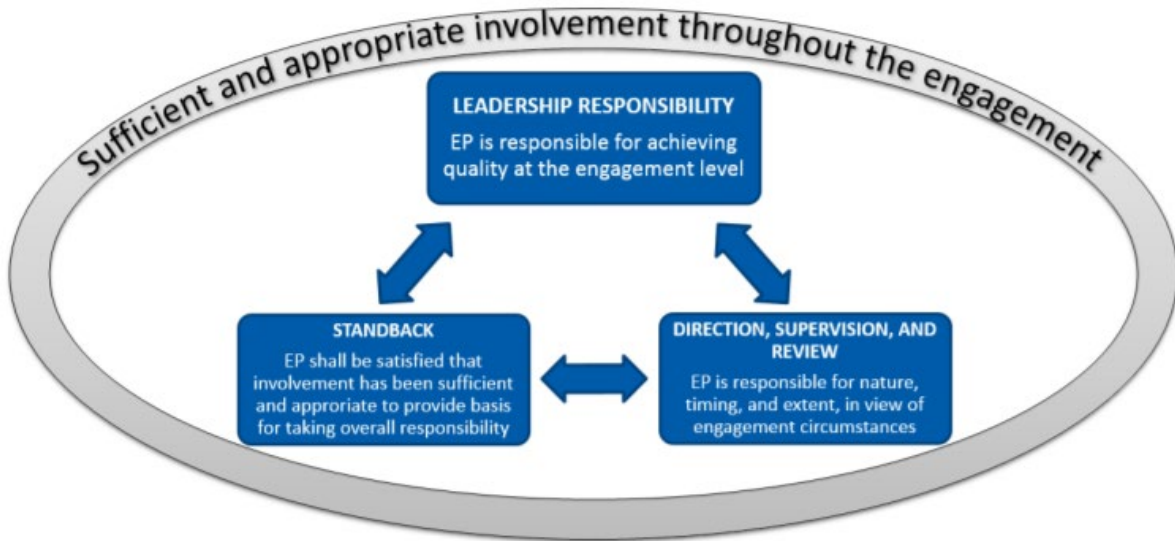 Sufficient and appropriate involvement throughout the engagement
LEADERSHIP RESPONSIBILITY
EP is responsible for achieving
quality at the engagement level
STANDBACK
EP shall be satisfied that
involvement has been sufficient
and approriate to provide basis
for taking overall responsibility
DIRECTION, SUPERVISION, AND
REVIEW
EP is responsible for nature,
timing, and extent, in view of
engagement circumstances